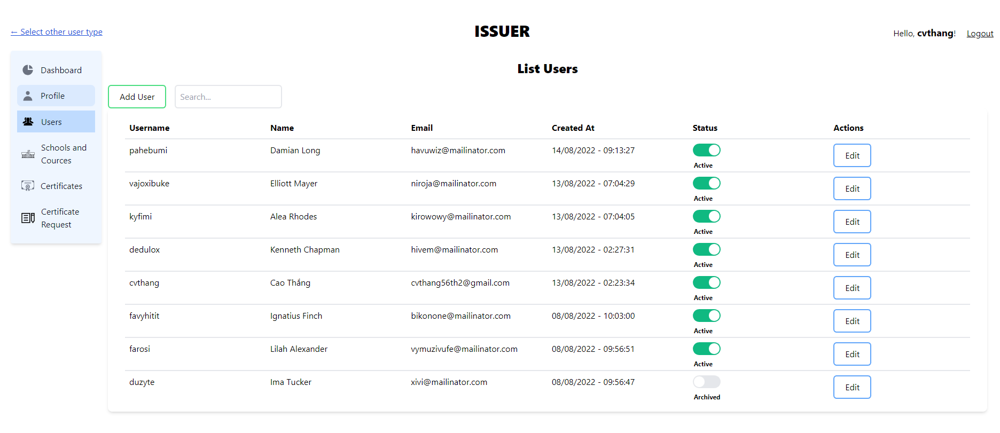 ← Select other user type
ISSUER
Hello, cvthang! Logout
Dashboard
Profile
Users
Schools and
Cources
Certificates
Certificate
Request
List Users
Add User Search...
Username Name Email Created At Status Actions
pahebumi Damian Long havuwiz@mailinator.com 14/08/2022 - 09:13:27 Active Edit
vajoxibuke Elliott Mayer niroja@mailinator.com 13/08/2022 - 07:04:29 Active Edit
kyfimi Alea Rhodes kirowowy@mailinator.com 13/08/2022 - 07:04:05 Active Edit
dedulox Kenneth Chapman hivem@mailinator.com 13/08/2022 - 02:27:31 Active Edit
cvthang Cao Thắng cvthang56th2@gmail.com 13/08/2022 - 02:23:34 Active Edit
favyhitit Ignatius Finch bikonone@mailinator.com 08/08/2022 - 10:03:00 Active Edit
farosi Lilah Alexander vymuzivufe@mailinator.com 08/08/2022 - 09:56:51 Active Edit
duzyte Ima Tucker xivi@mailinator.com 08/08/2022 - 09:56:47 Archived Edit